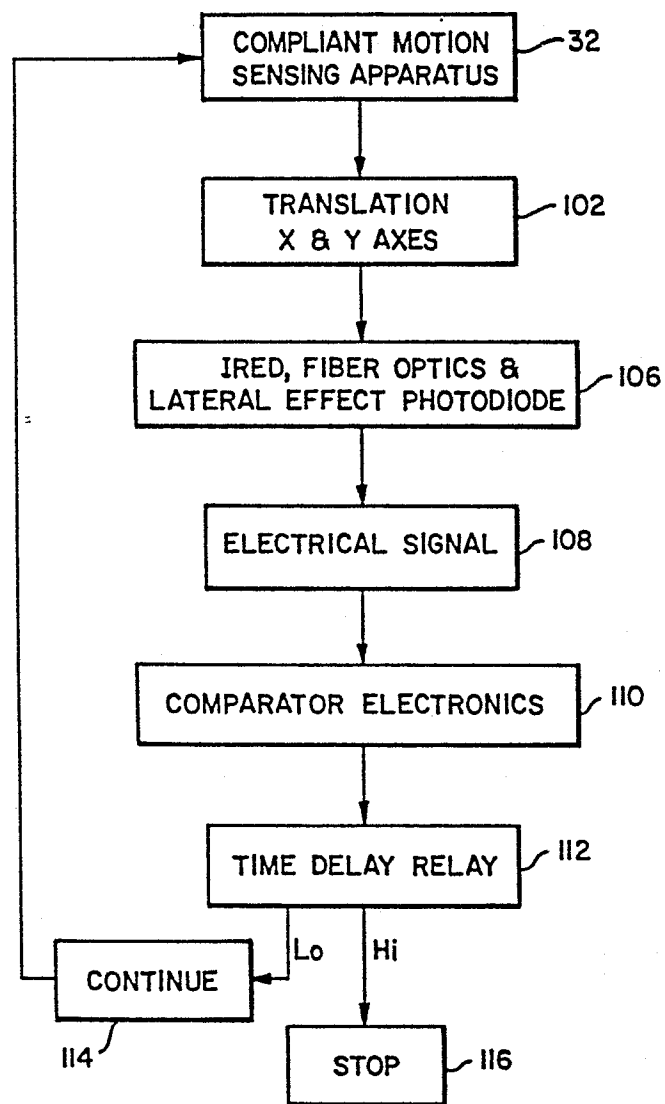 COMPLIANT MOTION
SENSING APPARATUS
32
TRANSLATION
X & Y AXES
102
IRED, FIBER OPTICS &
LATERAL EFFECT PHOTODIODE
106
ELECTRICAL SIGNAL
108
COMPARATOR ELECTRONICS
110
TIME DELAY RELAY
112
Lo
Hi
CONTINUE
114
STOP
116